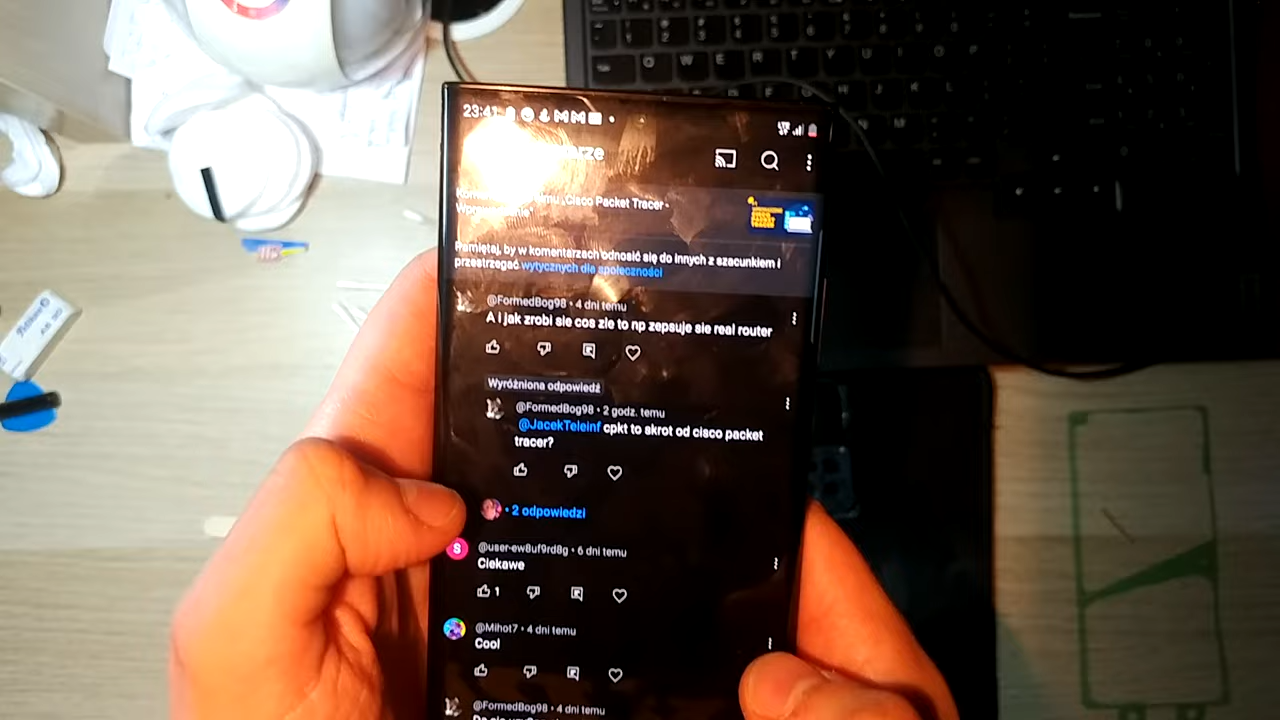 23:41
Cisco Packet Tracer -
Pamiętaj, by w komentarzach odnosić się do innych z szacunkiem i
przestrzegać wytycznych dla społeczności
@FormedBog98 • 4 dni temu
A i jak zrobi sie cos zle to np zepsuje sie real router
Wyróżniona odpowiedź
@FormedBog98 • 2 godz. temu
@JacekTeleinf cpkt to skrot od cisco packet
tracer?
• 2 odpowiedzi
S
@user-ew8uf9rd8g • 6 dni temu
Ciekawe
1
@Mihot7 • 4 dni temu
Cool
@FormedBog98 • 4 dni temu